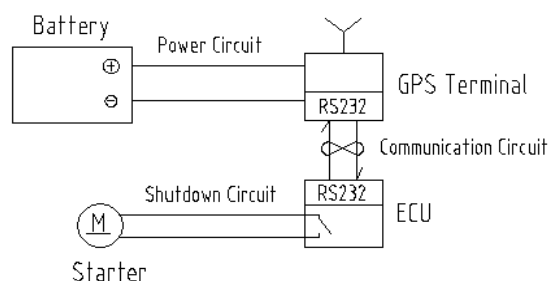 Battery
Power Circuit
⊕
⊖
GPS Terminal
RS232
Communication Circuit
RS232
Shutdown Circuit
ECU
M
Starter